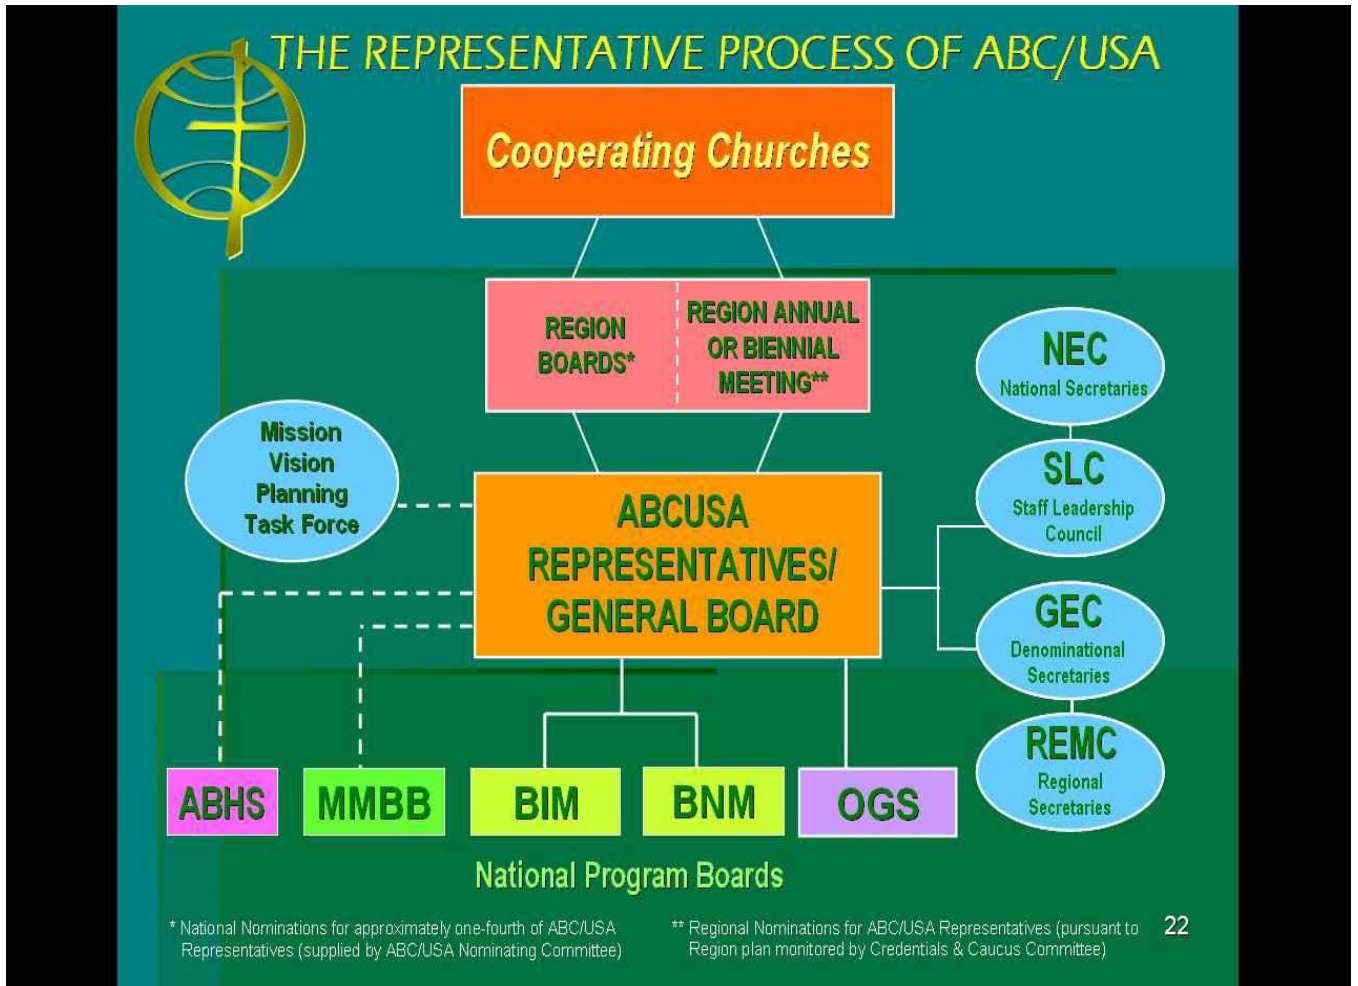 THE REPRESENTATIVE PROCESS OF ABC/USA
Cooperating Churches
REGION
BOARDS*
REGION ANNUAL
OR BIENNIAL
MEETING**
NEC
National Secretaries
Mission
Vision
Planning
Task Force
SLC
Staff Leadership
Council
ABCUSA
REPRESENTATIVES/
GENERAL BOARD
GEC
Denominational
Secretaries
REMC
Regional
Secretaries
ABHS
MMBB
BIM
BNM
OGS
National Program Boards
* National Nominations for approximately one-fourth of ABC/USA
Representatives (supplied by ABC/USA Nominating Committee)
** Regional Nominations for ABC/USA Representatives (pursuant to
Region plan monitored by Credentials & Caucus Committee)
22